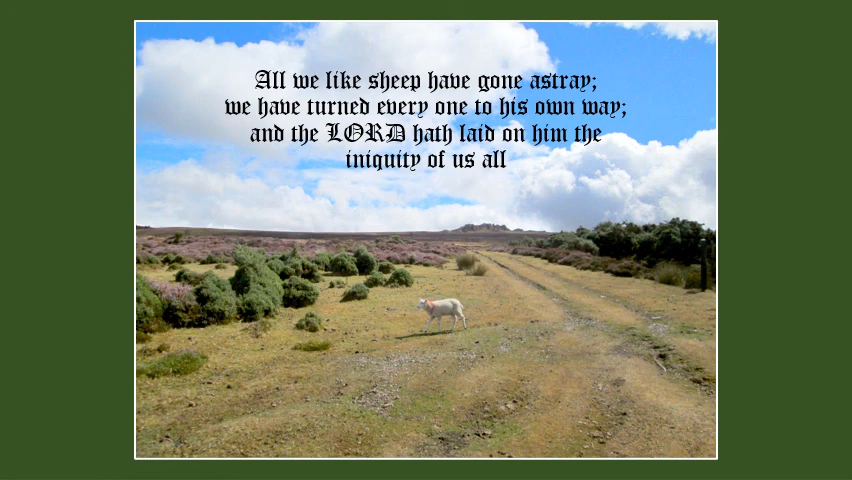 All we like sheep have gone astray;
we have turned every one to his own way;
and the LORD hath laid on him the
iniquity of us all